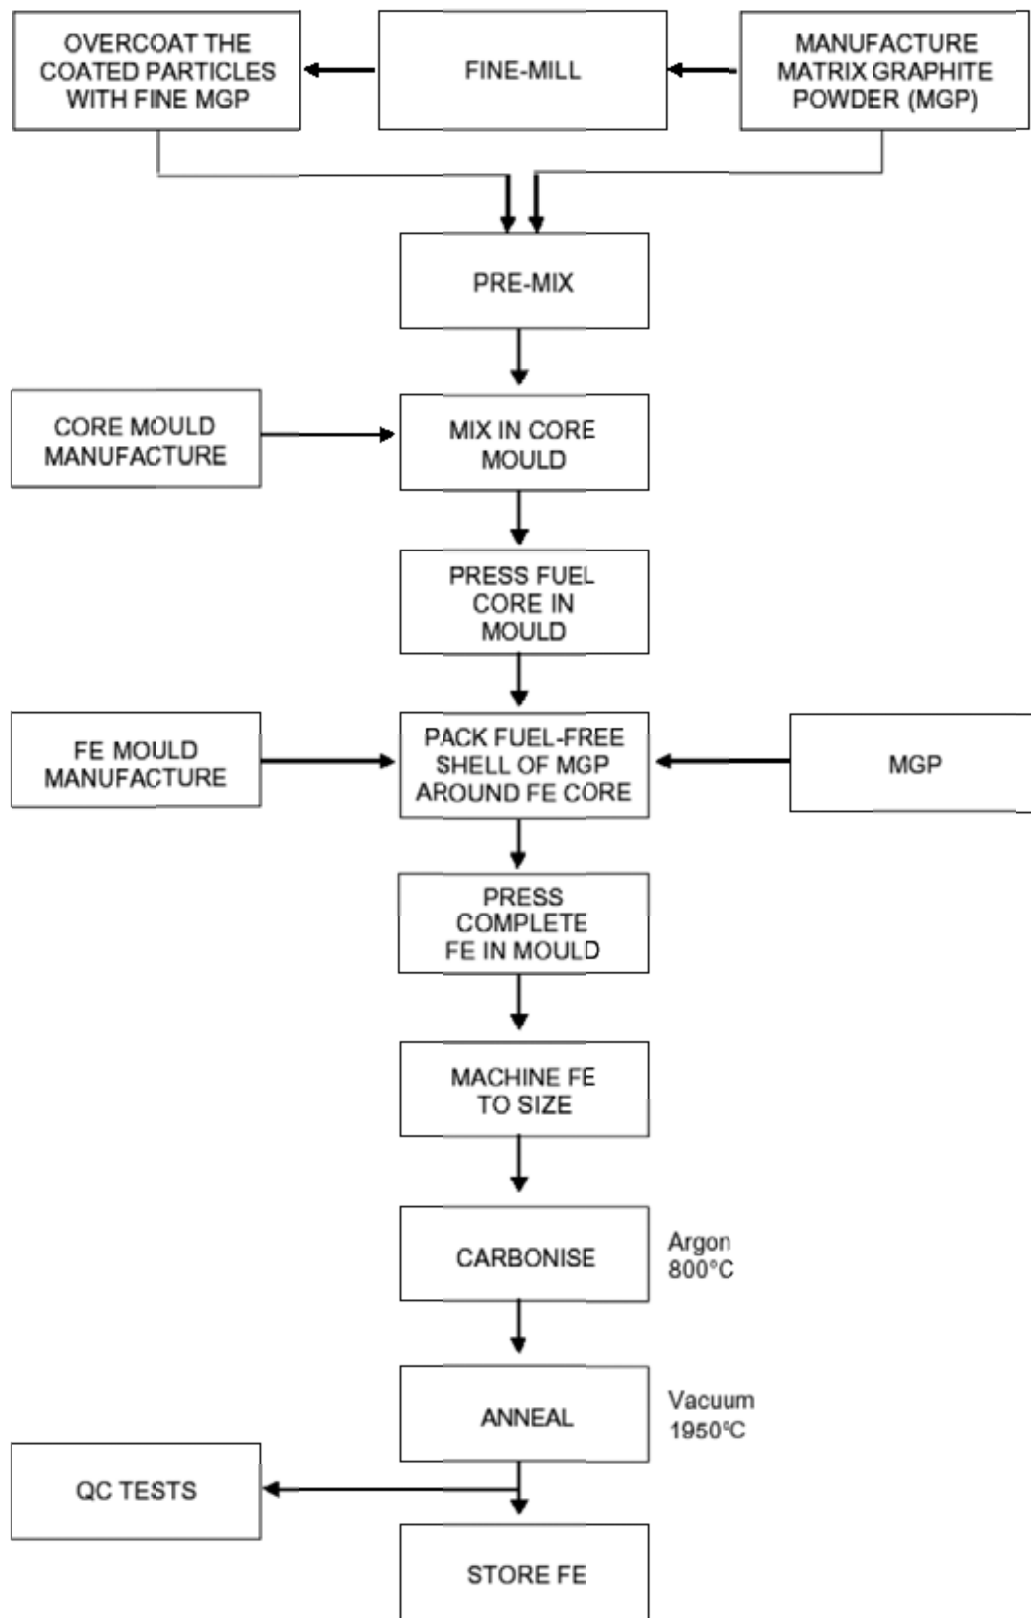 OVERCOAT THE
COATED PARTICLES
WITH FINE MGP
FINE-MILL
MANUFACTURE
MATRIX GRAPHITE
POWDER (MGP)
PRE-MIX
CORE MOULD
MANUFACTURE
MIX IN CORE
MOULD
PRESS FUEL
CORE IN
MOULD
FE MOULD
MANUFACTURE
PACK FUEL-FREE
SHELL OF MGP
AROUND FE CORE
MGP
PRESS
COMPLETE
FE IN MOULD
MACHINE FE
TO SIZE
CARBONISE
Argon
800°C
ANNEAL
Vacuum
1950°C
QC TESTS
STORE FE